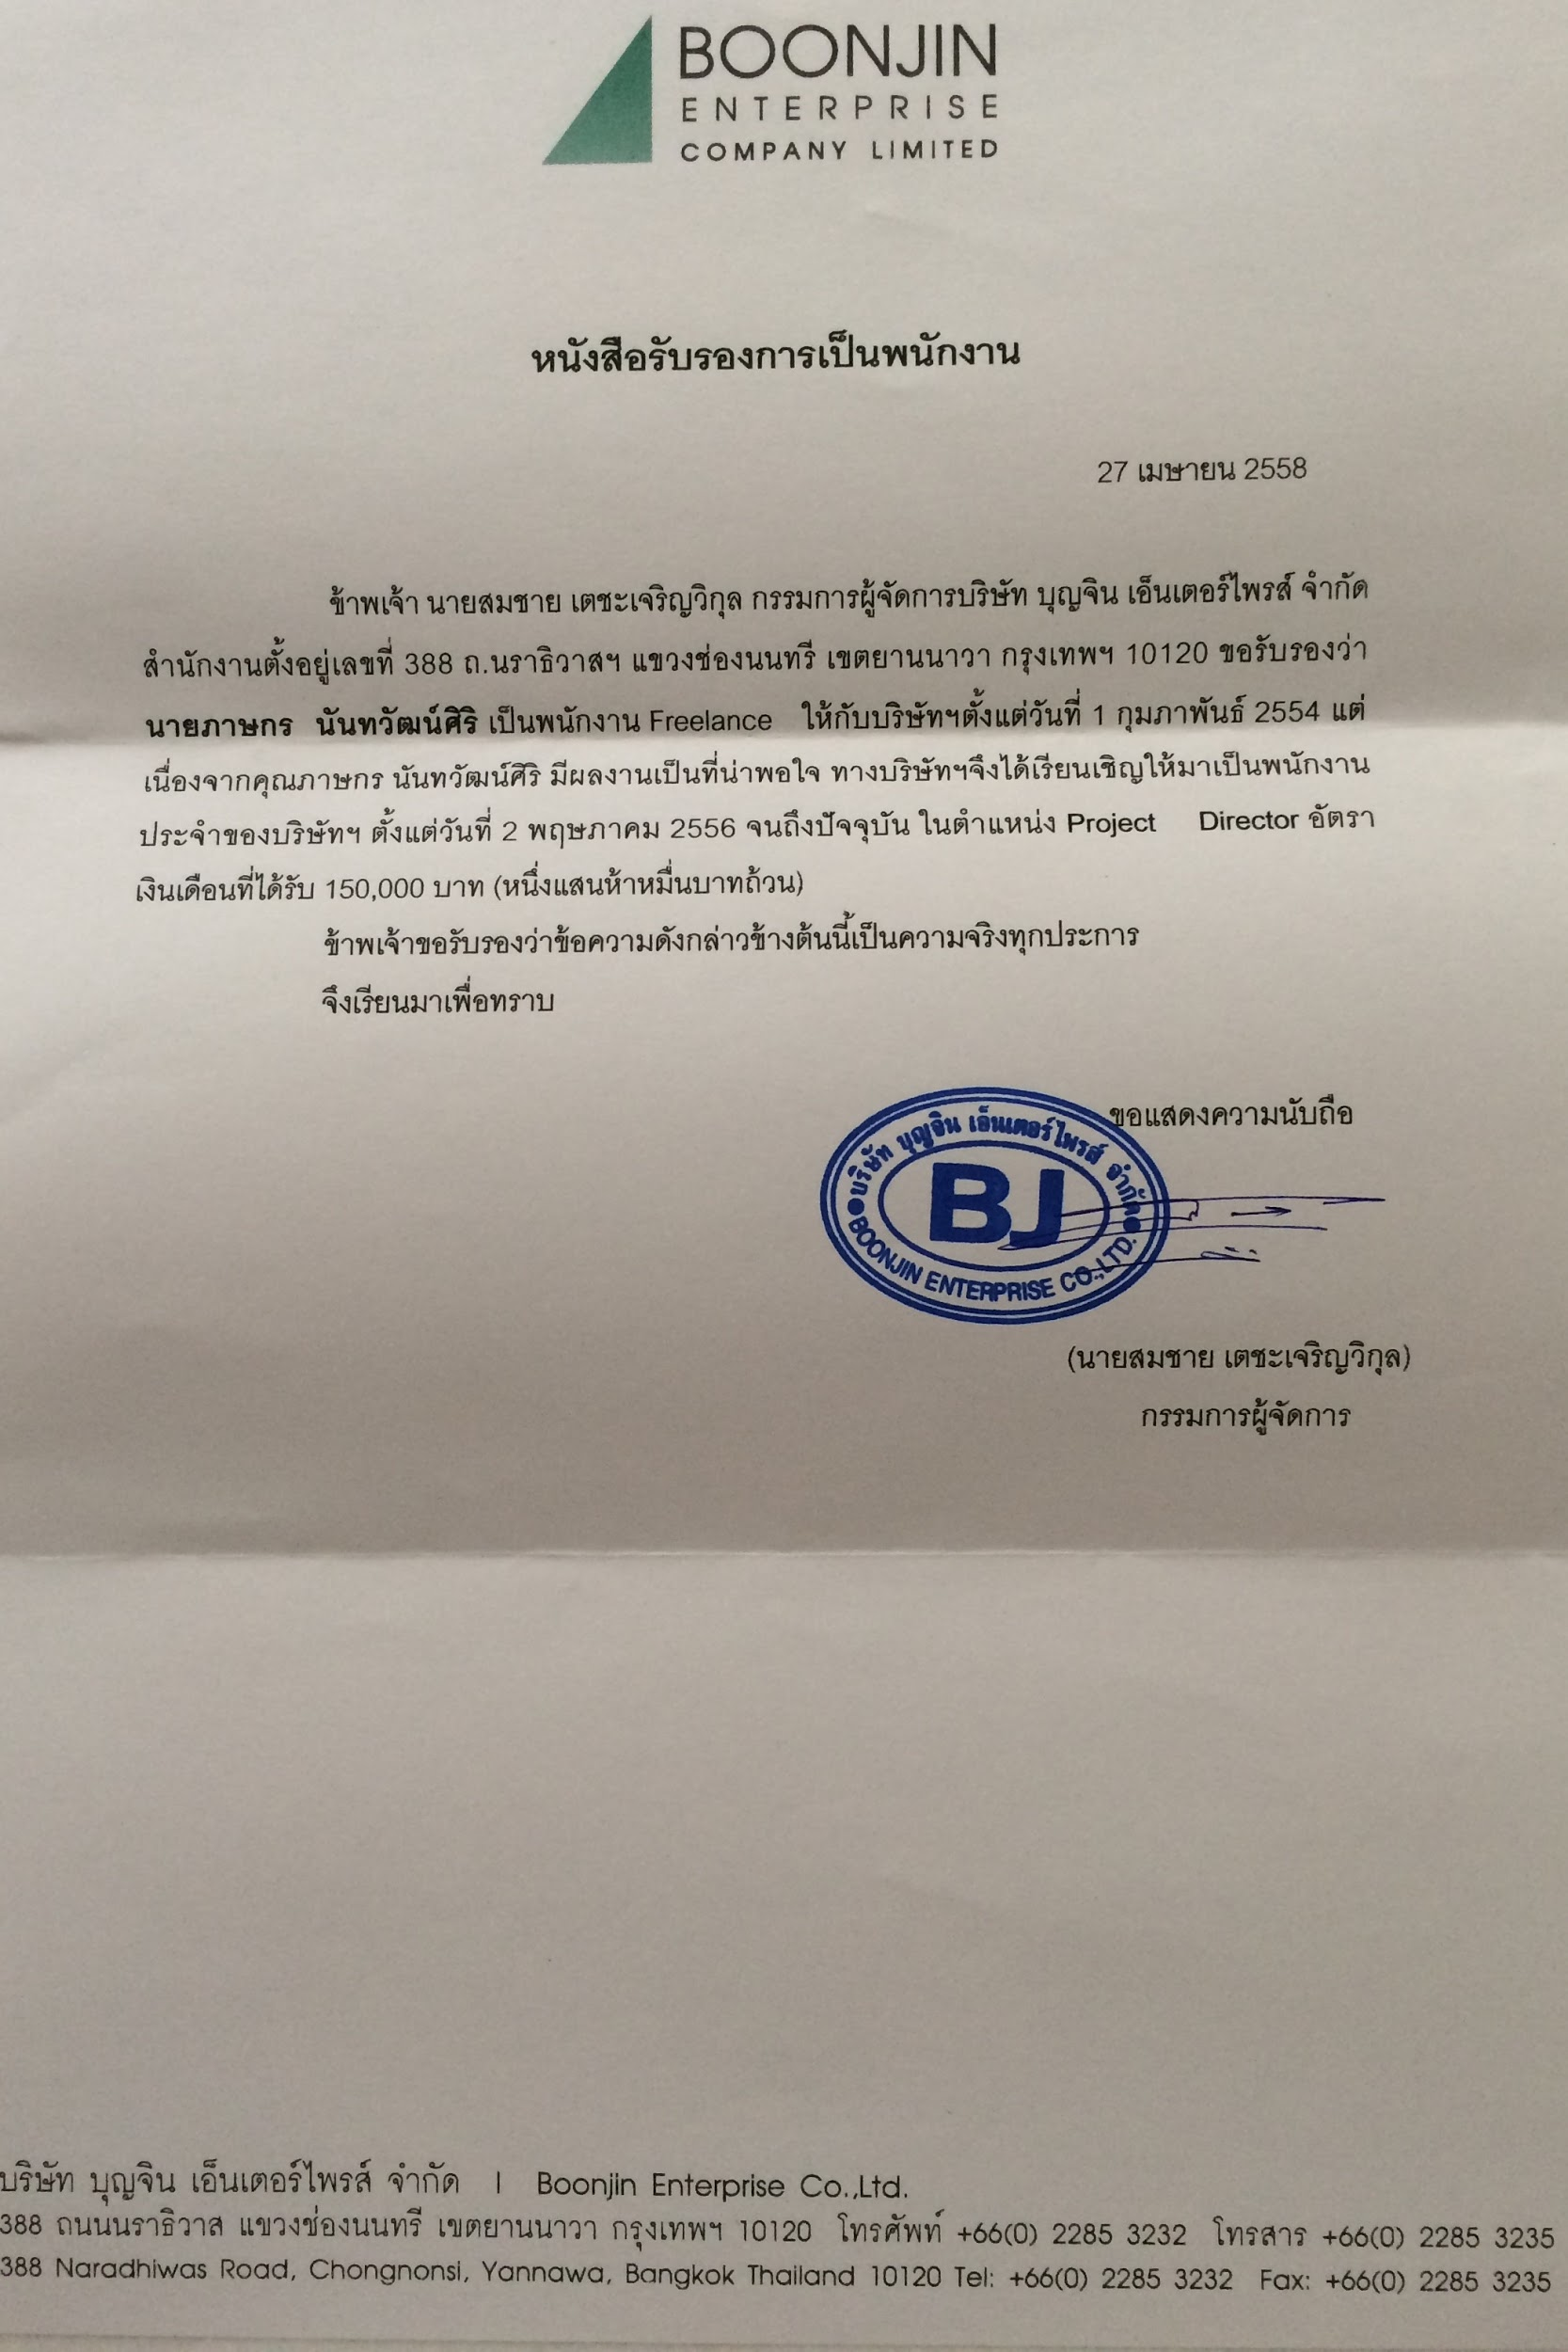 BOONJIN
ENTERPRISE
COMPANY LIMITED
หนังสือรับรองการเป็นพนักงาน
27 เมษายน 2558
ข้าพเจ้า นายสมชาย เตชะเจริญวิกุล กรรมการผู้จัดการบริษัท บุญจิน เอ็นเตอร์ไพรส์ จำกัด
สำนักงานตั้งอยู่เลขที่ 388 ถ.นราธิวาสฯ แขวงช่องนนทรี เขตยานนาวา กรุงเทพฯ 10120 ขอรับรองว่า
นายภาษกร นันทวัฒน์ศิริ เป็นพนักงาน Freelance ให้กับบริษัทฯตั้งแต่วันที่ 1 กุมภาพันธ์ 2554 แต่
เนื่องจากคุณภาษกร นันทวัฒน์ศิริ มีผลงานเป็นที่น่าพอใจ ทางบริษัทฯจึงได้เรียนเชิญให้มาเป็นพนักงาน
ประจำของบริษัทฯ ตั้งแต่วันที่ 2 พฤษภาคม 2556 จนถึงปัจจุบัน ในตำแหน่ง Project Director อัตรา
เงินเดือนที่ได้รับ 150,000 บาท (หนึ่งแสนห้าหมื่นบาทถ้วน)
ข้าพเจ้าขอรับรองว่าข้อความดังกล่าวข้างต้นนี้เป็นความจริงทุกประการ
จึงเรียนมาเพื่อทราบ
ขอแสดงความนับถือ
บริษัท บุญจิน เอ็นเตอร์ไพรส์ จำกัด
BJ
BOONJIN ENTERPRISE CO.,LTD.
(นายสมชาย เตชะเจริญวิกุล)
กรรมการผู้จัดการ
บริษัท บุญจิน เอ็นเตอร์ไพรส์ จำกัด | Boonjin Enterprise Co.,Ltd.
388 ถนนนราธิวาส แขวงช่องนนทรี เขตยานนาวา กรุงเทพฯ 10120 โทรศัพท์ +66(0) 2285 3232 โทรสาร +66(0) 2285 3235
388 Naradhiwas Road, Chongnonsi, Yannawa, Bangkok Thailand 10120 Tel: +66(0) 2285 3232 Fax: +66(0) 2285 3235